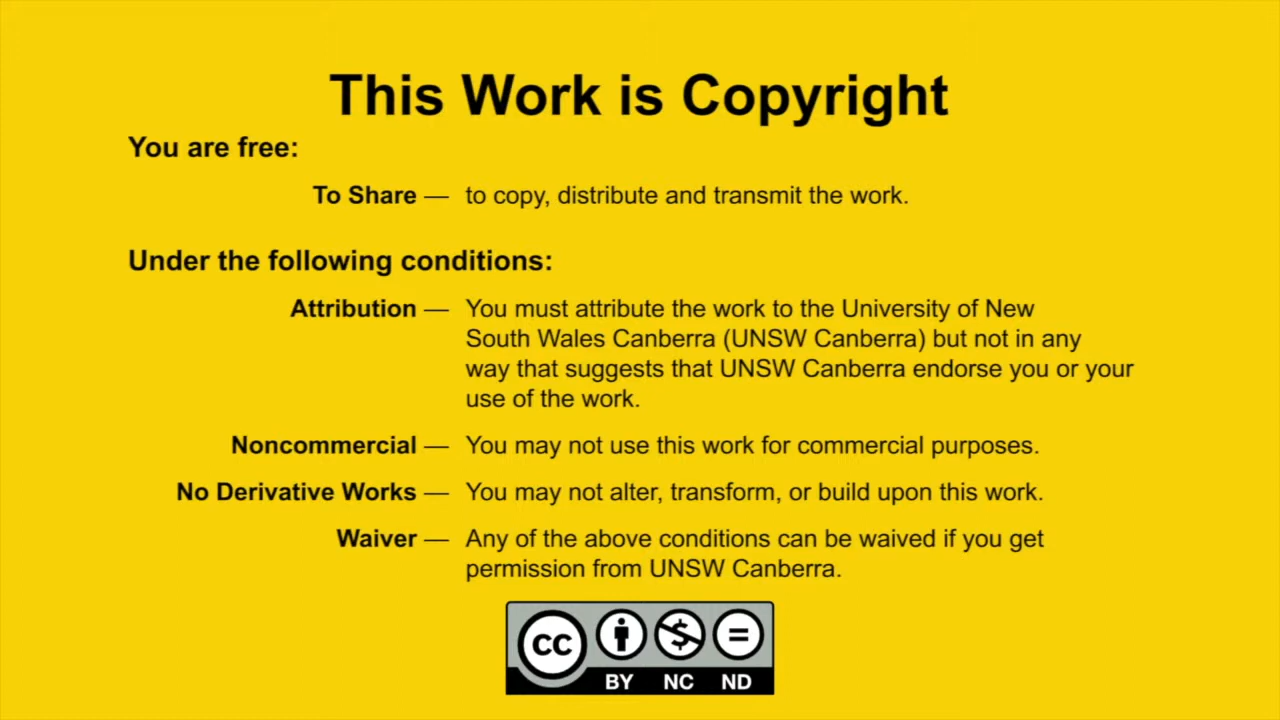 This Work is Copyright
You are free:
To Share — to copy, distribute and transmit the work.
Under the following conditions:
Attribution — You must attribute the work to the University of New
South Wales Canberra (UNSW Canberra) but not in any
way that suggests that UNSW Canberra endorse you or your
use of the work.
Noncommercial — You may not use this work for commercial purposes.
No Derivative Works — You may not alter, transform, or build upon this work.
Waiver — Any of the above conditions can be waived if you get
permission from UNSW Canberra.
CC
BY NC ND